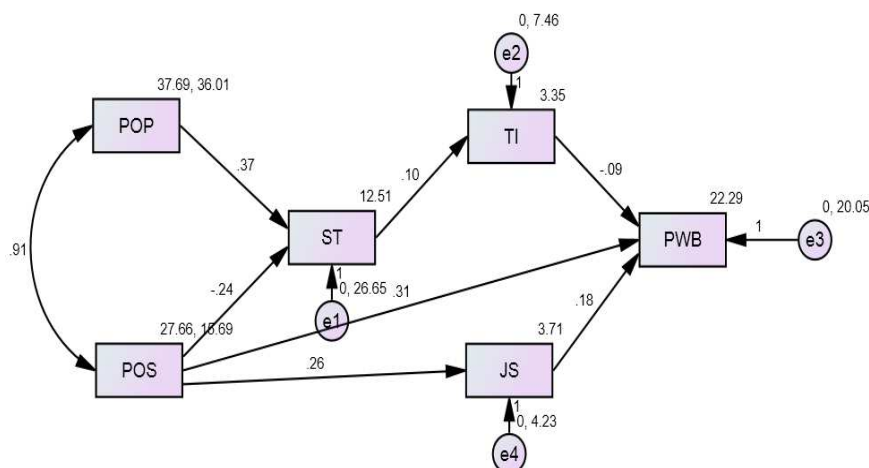 0, 7.46
e2
1
37.69, 36.01
3.35
POP
TI
.37
.10
-.09
12.51
22.29
0, 20.05
ST
PWB
1
e3
.91
-.24
1
0, 26.65
.31
.18
e1
27.66, 15.69
3.71
POS
.26
JS
1
0, 4.23
e4